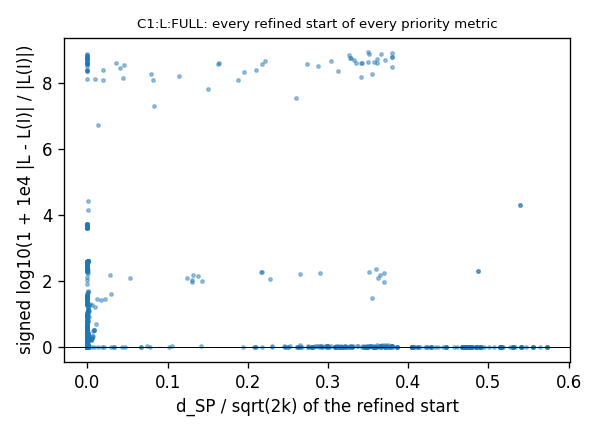 C1:L:FULL: every refined start of every priority metric
signed log10(1 + 1e4 |L - L(I)| / |L(I)|)
8
6
4
2
0
0.0 0.1 0.2 0.3 0.4 0.5 0.6
d_SP / sqrt(2k) of the refined start